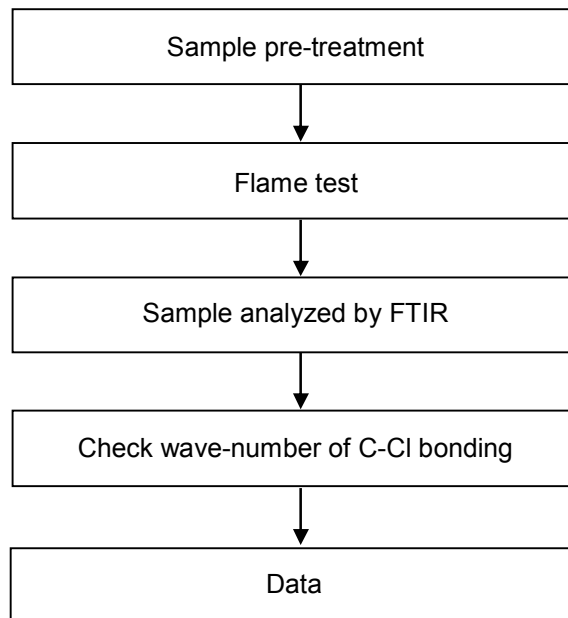 Sample pre-treatment
Flame test
Sample analyzed by FTIR
Check wave-number of C-Cl bonding
Data